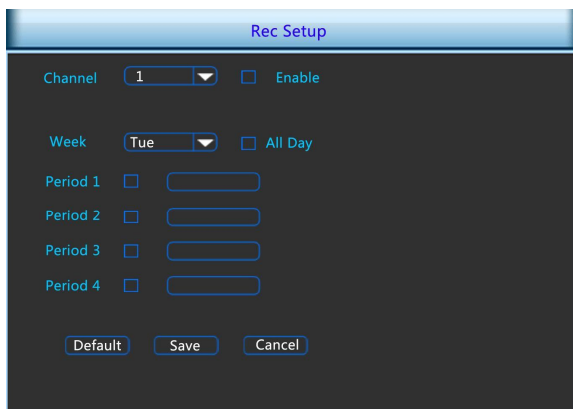 Rec Setup
Channel 1 Enable
Week Tue All Day
Period 1
Period 2
Period 3
Period 4
Default Save Cancel